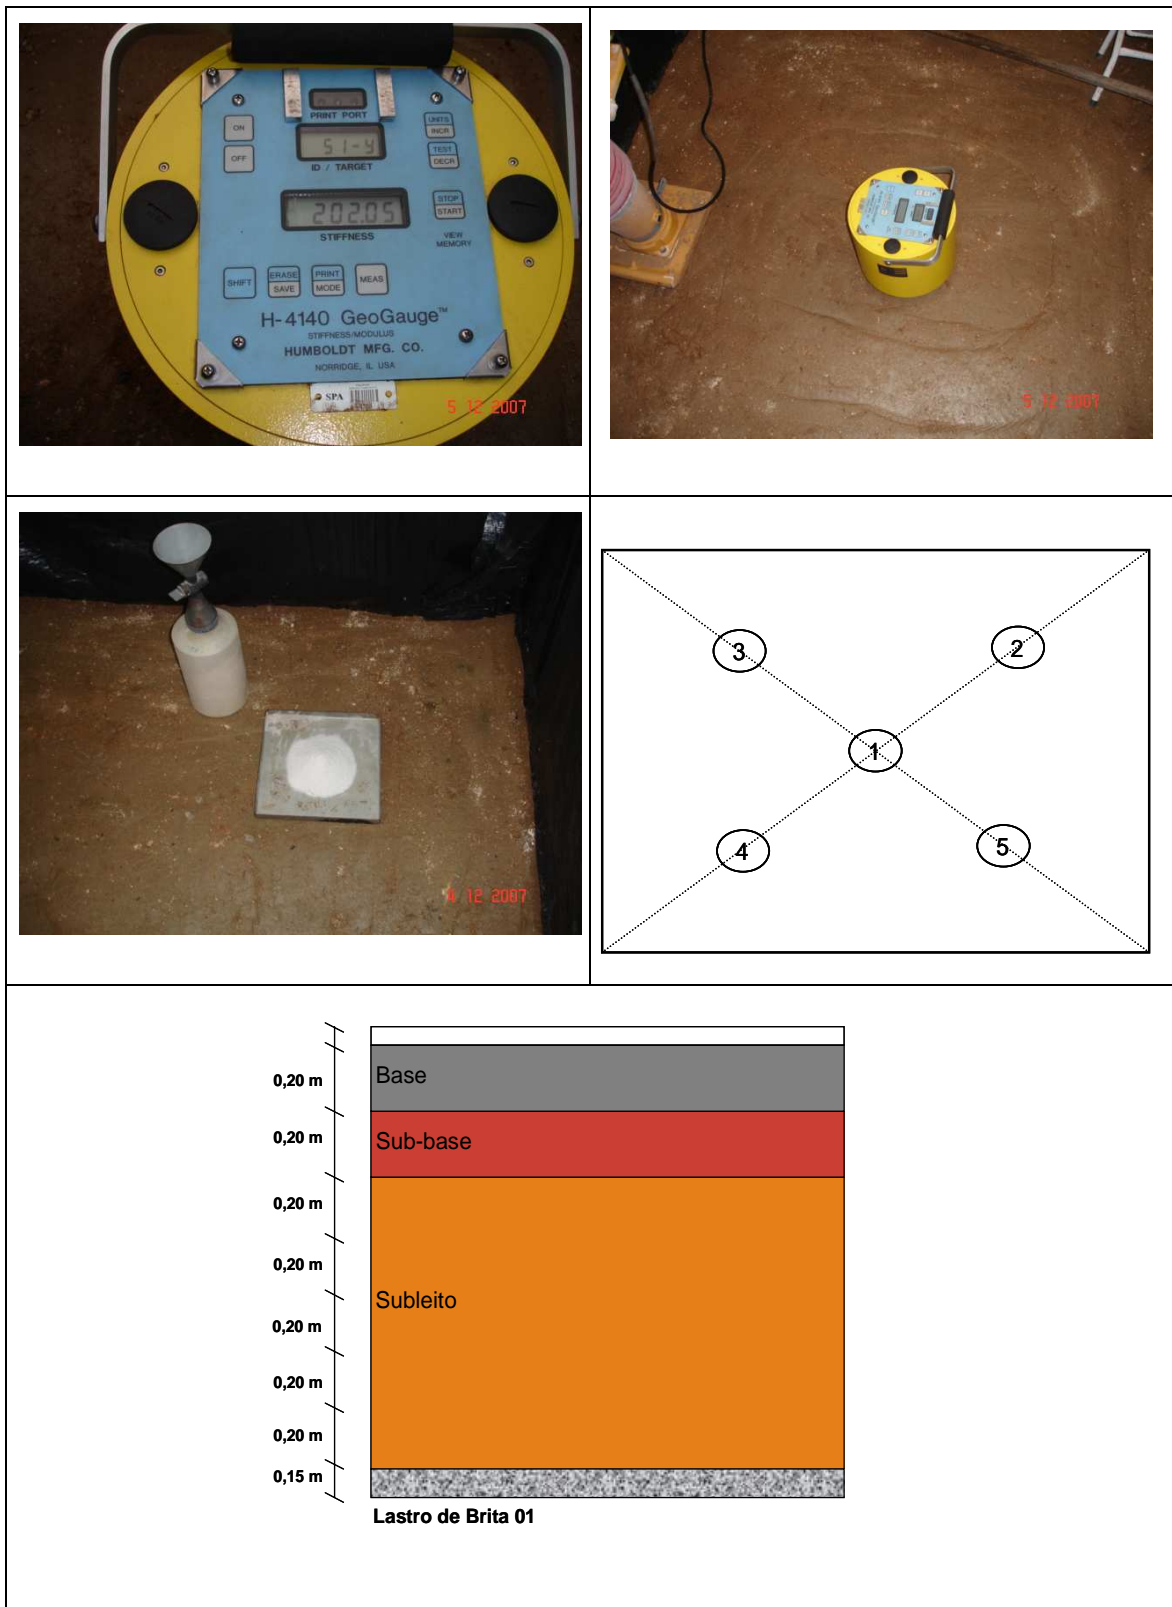 PRINT PORT
ON
OFF
51-y
ID / TARGET
UNITS
INCR
TEST
DECR
202.05
STIFFNESS
STOP
START
VIEW
MEMORY
SHIFT
ERASE
SAVE
PRINT
MODE
MEAS
H-4140 GeoGauge™
STIFFNESS/MODULUS
HUMBOLDT MFG. CO.
NORRIDGE, IL USA
SPA
5 12 2007
5 12 2007
4 12 2007
3
2
1
4
5
0,20 m
Base
0,20 m
Sub-base
0,20 m
0,20 m
Subleito
0,20 m
0,20 m
0,20 m
0,15 m
Lastro de Brita 01